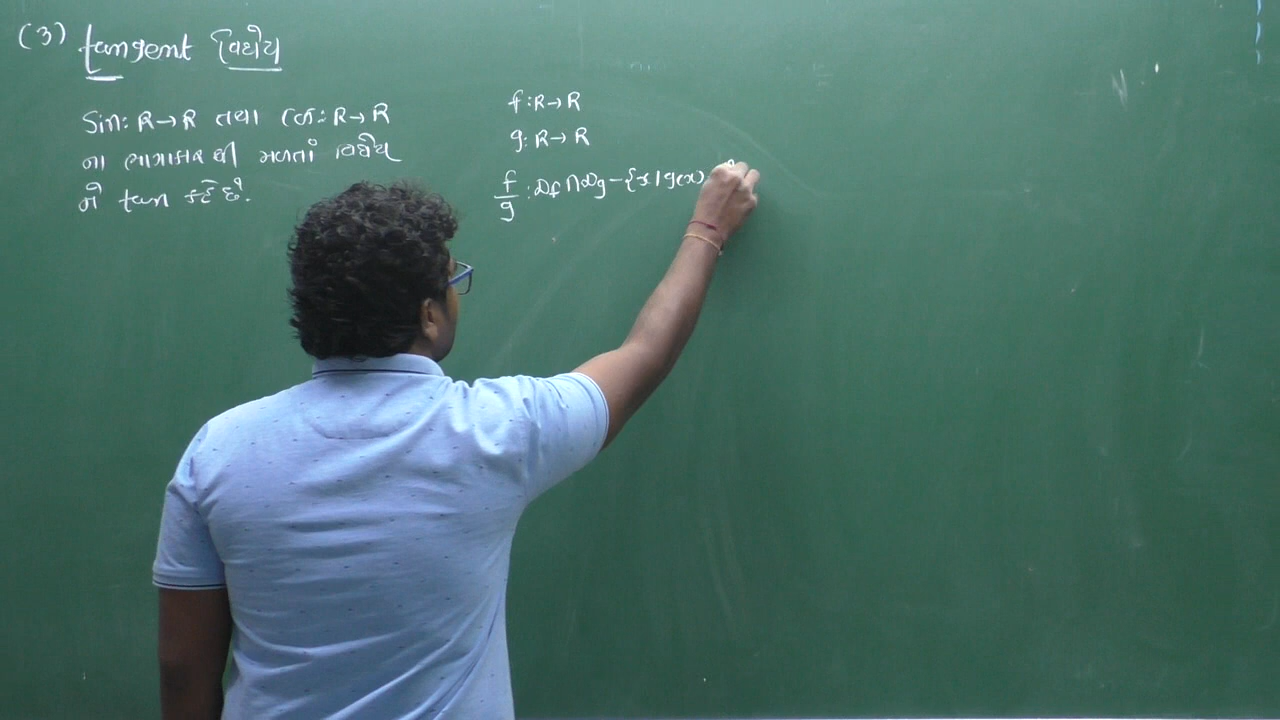 (3) tangent વિધેય
Sin: R→R તથા cos: R→R
ના ભાગાકાર થી મળતાં વિધેય
ને tan કહે છે.
f: R→R
g: R→R
f/g : Df∩Dg-{x/g(x)